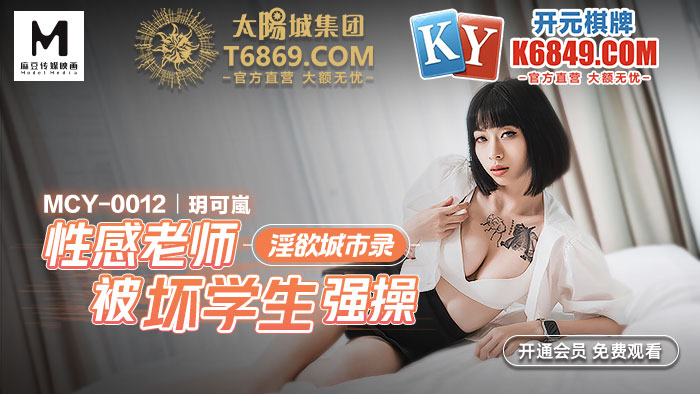 M
麻豆传媒映画
Model Media
太陽城集团
T6869.COM
官方直营 大额无忧
KY
开元棋牌
K6849.COM
官方直营 大额无忧
MCY-0012 | 玥可嵐
性感老师
淫欲城市录
被坏学生强操
开通会员 免费观看